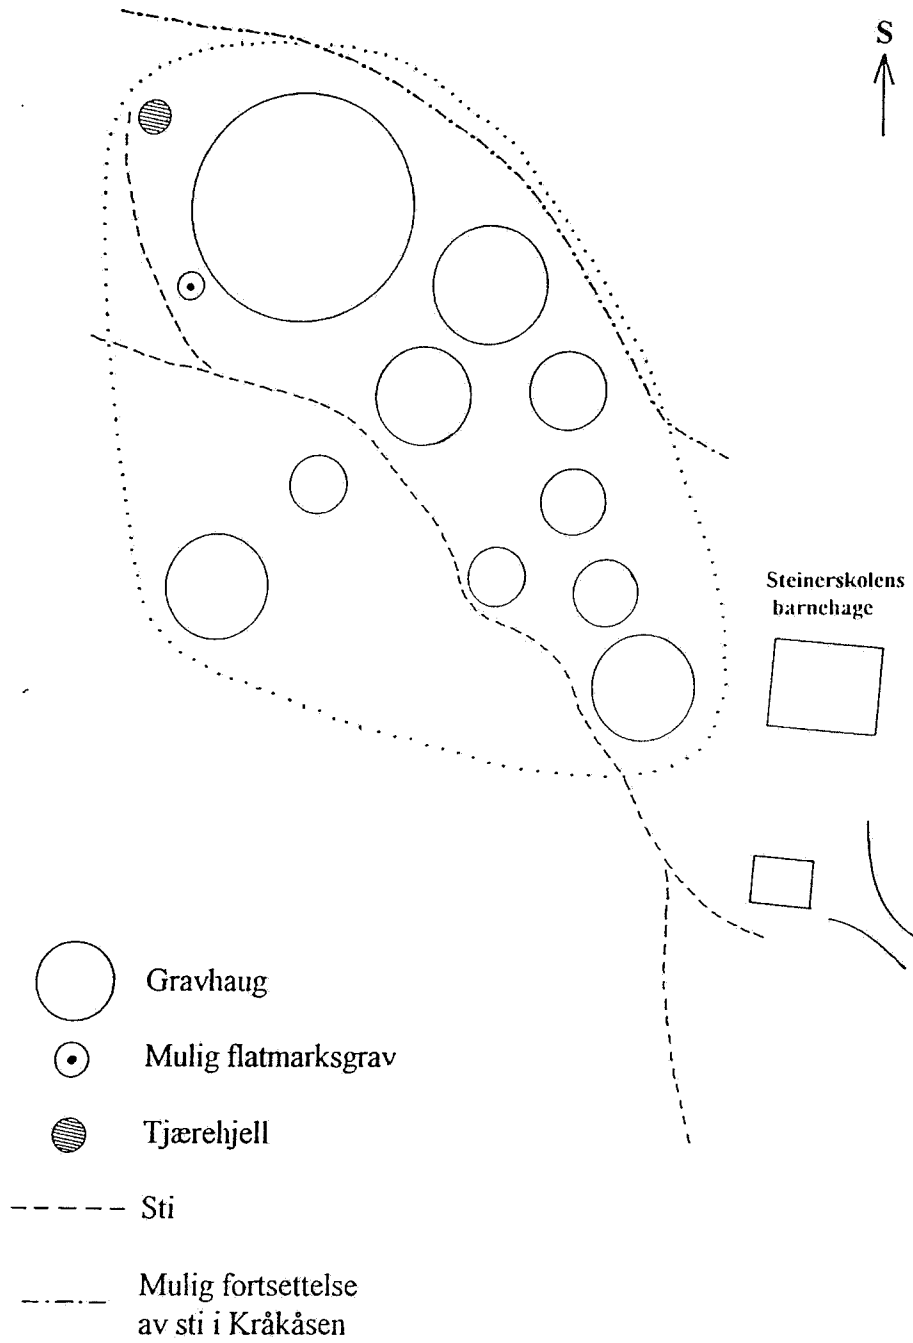 S
Steinerskolens
barnehage
Gravhaug
Mulig flatmarksgrav
Tjærehjell
Sti
Mulig fortsettelse
av sti i Kråkåsen